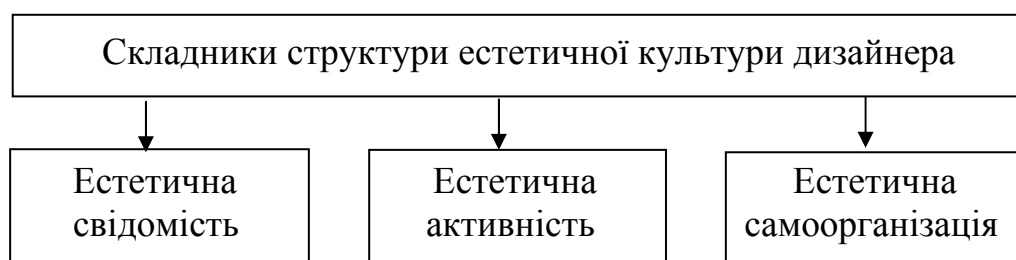 Складники структури естетичної культури дизайнера
Естетична
свідомість
Естетична
активність
Естетична
самоорганізація